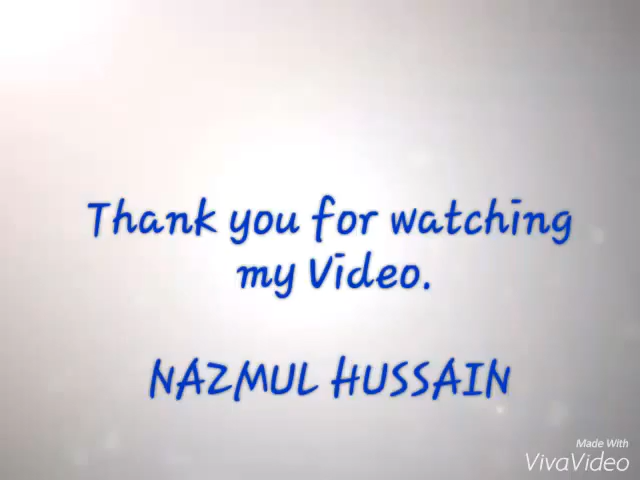 Thank you for watching
my Video.
NAZMUL HUSSAIN
Made With
VivaVideo